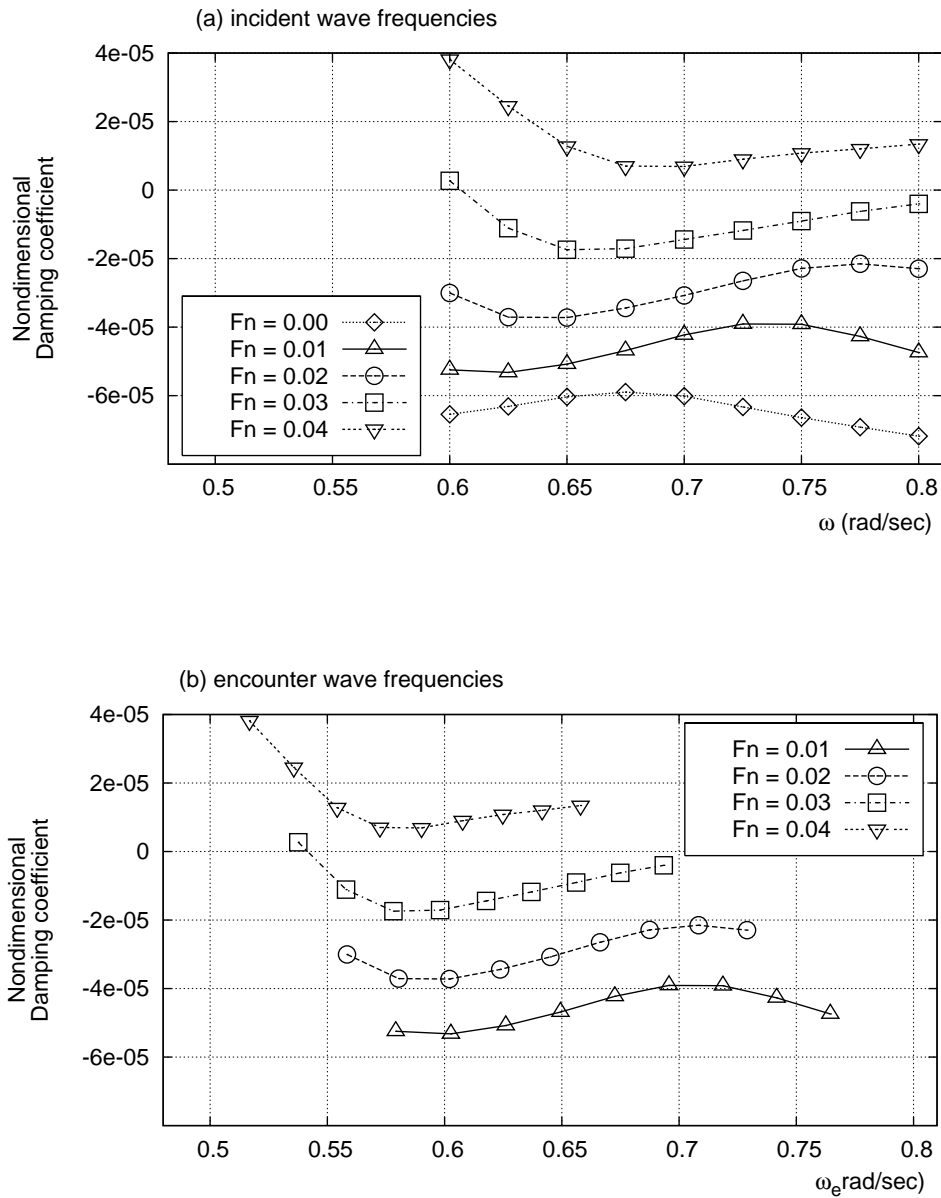 (a) incident wave frequencies
4e-05
2e-05
0
-2e-05
-4e-05
-6e-05
Nondimensional
Damping coefficient
Fn = 0.00
Fn = 0.01
Fn = 0.02
Fn = 0.03
Fn = 0.04
0.5 0.55 0.6 0.65 0.7 0.75 0.8
ω (rad/sec)
(b) encounter wave frequencies
4e-05
2e-05
0
-2e-05
-4e-05
-6e-05
Nondimensional
Damping coefficient
Fn = 0.01
Fn = 0.02
Fn = 0.03
Fn = 0.04
0.5 0.55 0.6 0.65 0.7 0.75 0.8
ωₑrad/sec)